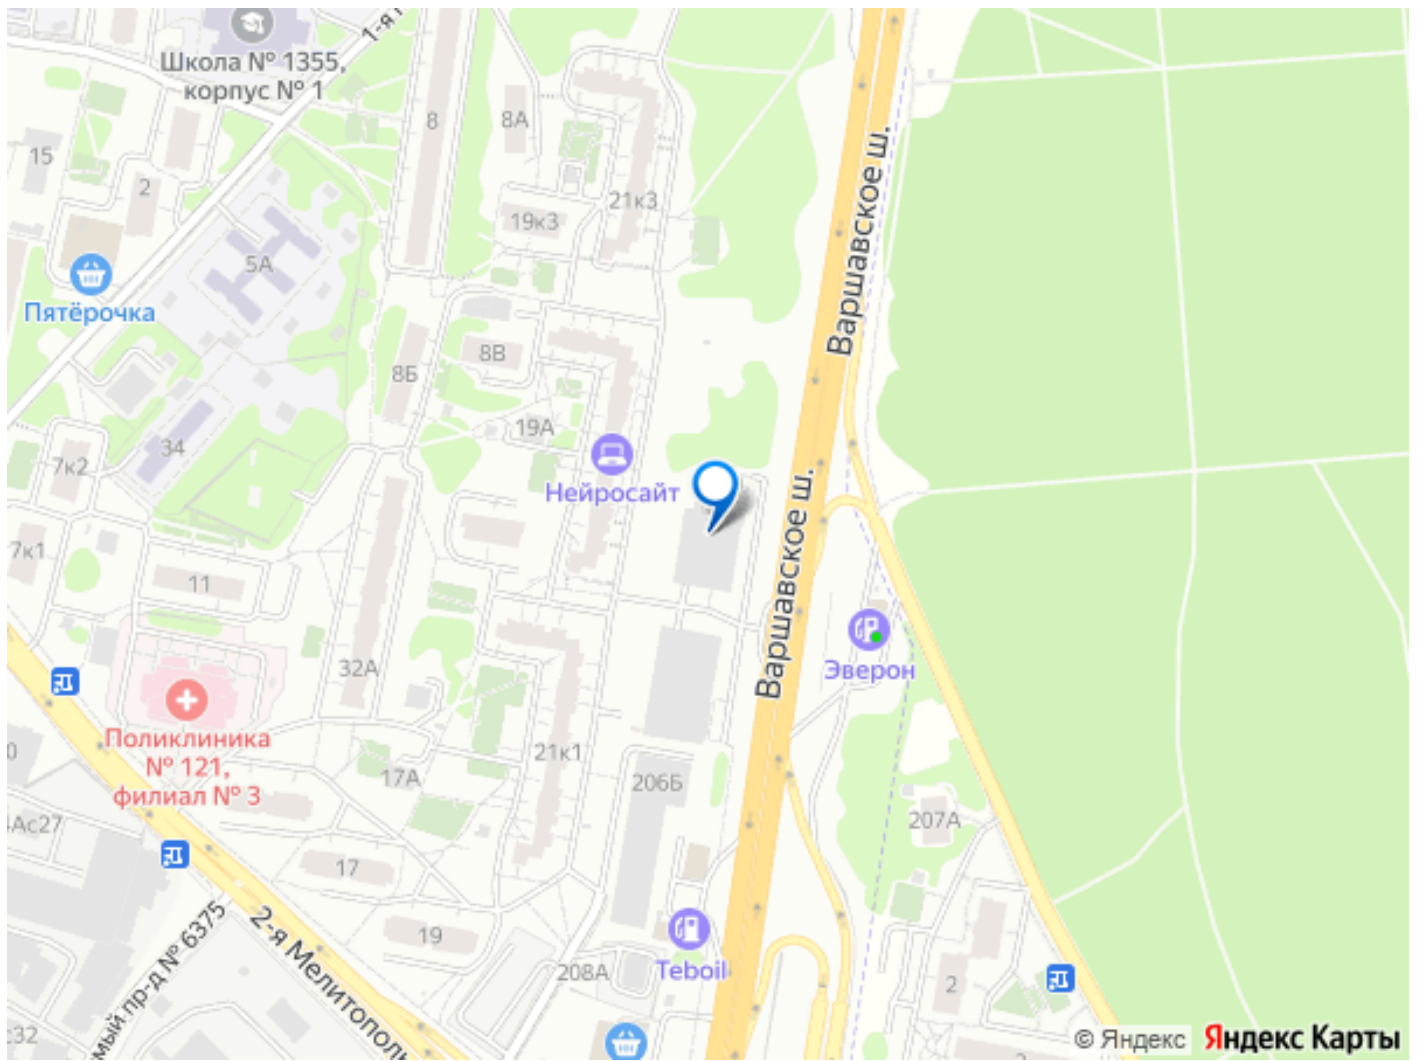 1-я
Школа № 1355,
корпус № 1
8
8А
15
2
21к3
19к3
5А
Варшавское ш.
Пятёрочка
8В
8Б
19А
34
7к2
Нейросайт
Варшавское ш.
7к1
11
Эверон
32А
Поликлиника
№ 121,
филиал № 3
21к1
17А
206Б
207А
17
19
2-я Мелитополь
208А
Teboil
2
2
© Яндекс
Яндекс Карты